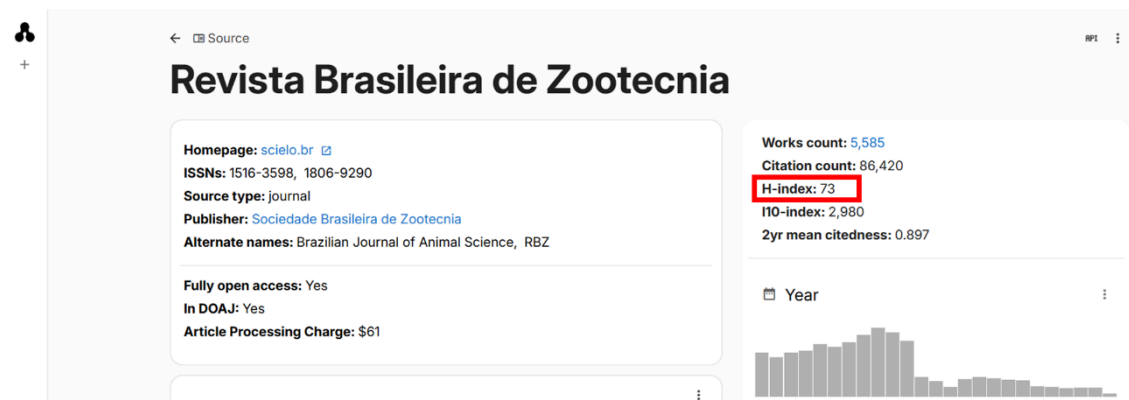 Source
API
Revista Brasileira de Zootecnia
Homepage: scielo.br
ISSNs: 1516-3598, 1806-9290
Source type: journal
Publisher: Sociedade Brasileira de Zootecnia
Alternate names: Brazilian Journal of Animal Science, RBZ
Fully open access: Yes
In DOAJ: Yes
Article Processing Charge: $61
Works count: 5,585
Citation count: 86,420
H-index: 73
I10-index: 2,980
2yr mean citedness: 0.897
Year